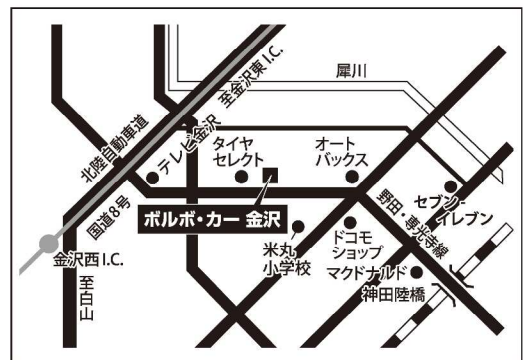 至金沢東I.C.
犀川
北陸自動車道
テレビ金沢
タイヤ
セレクト
オート
バックス
国道8号
ボルボ・カー 金沢
セブン-
イレブン
野田・専光寺線
金沢西I.C.
米丸
小学校
ドコモ
ショップ
マクドナルド
神田陸橋
至白山